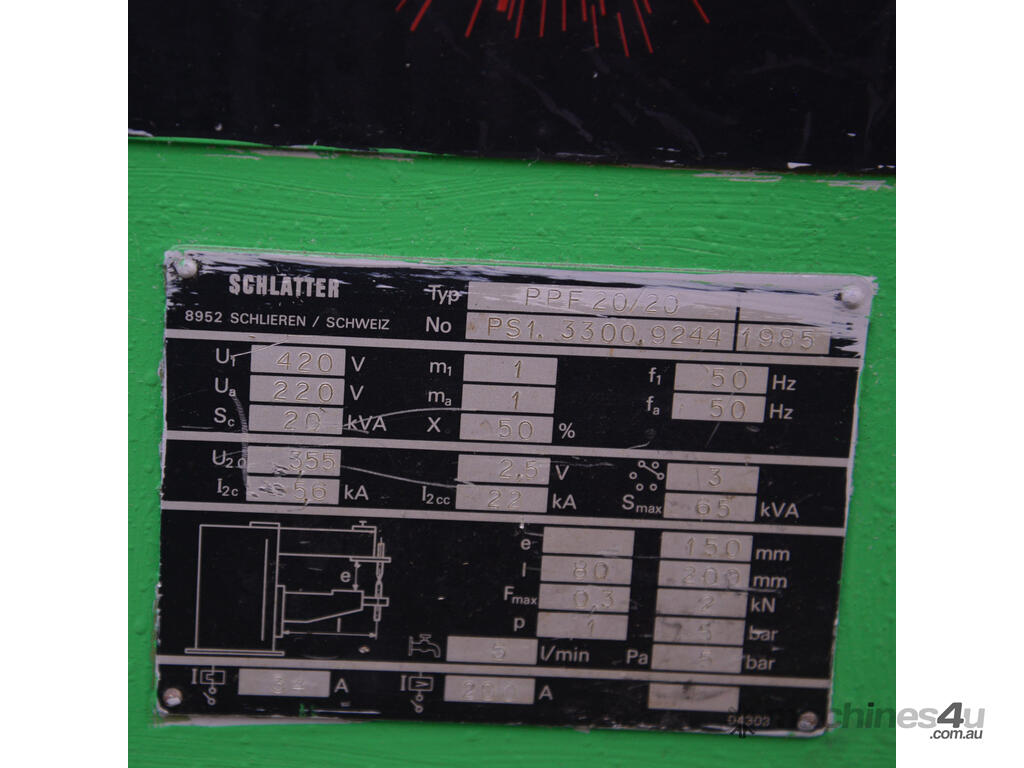 SCHLATTER Typ PPF 20/20
8952 SCHLIEREN / SCHWEIZ No PS1. 3300.9244 1985
U1 420 V m1 1 f1 50 Hz
Ua 220 V ma 1 fa 50 Hz
Sc 20 kVA X 50 %
U20 355 2,5 V 3
I2c 56 kA I2cc 22 kA Smax 65 kVA
e 150 mm
e l 80 200 mm
Fmax 0,3 2 kN
p 1 5 bar
5 l/min Pa 5 bar
I A I A
04303
machines4u
.com.au